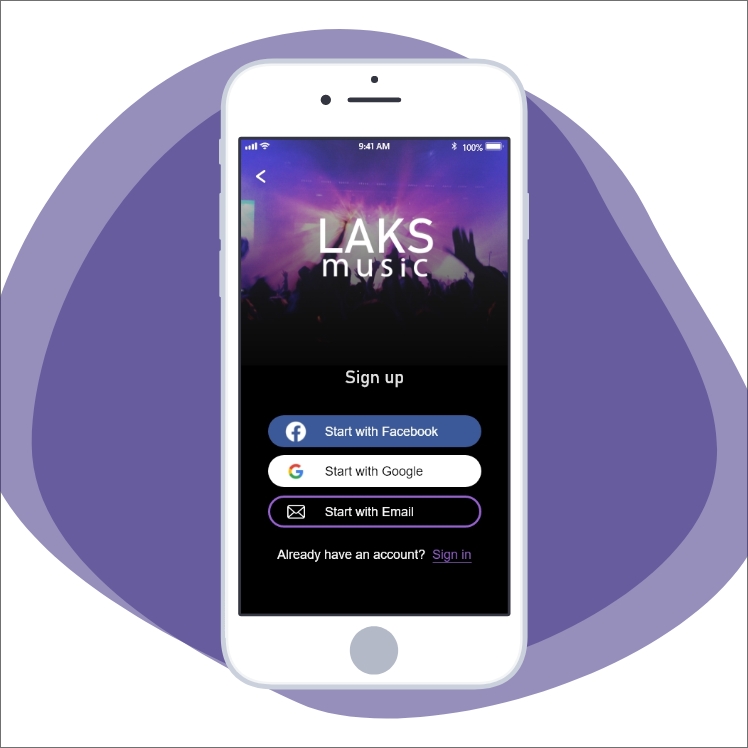 9:41 AM 100%
LAKS
music
Sign up
Start with Facebook
Start with Google
Start with Email
Already have an account? Sign in